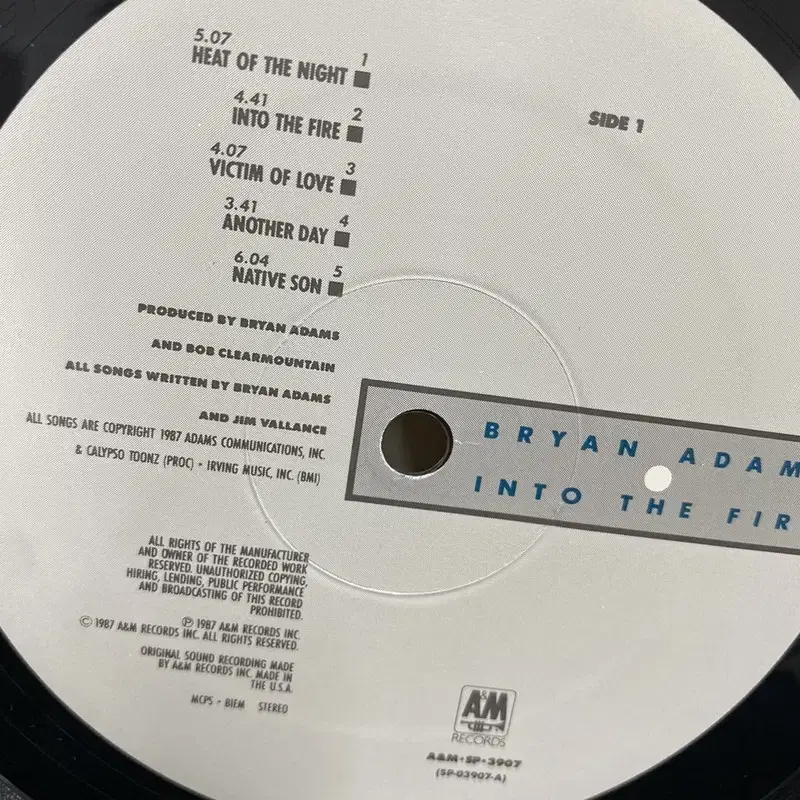 SIDE 1
5.07 1
HEAT OF THE NIGHT
4.41 2
INTO THE FIRE
4.07 3
VICTIM OF LOVE
3.41 4
ANOTHER DAY
6.04 5
NATIVE SON
PRODUCED BY BRYAN ADAMS
AND BOB CLEARMOUNTAIN
ALL SONGS WRITTEN BY BRYAN ADAMS
AND JIM VALLANCE
ALL SONGS ARE COPYRIGHT 1987 ADAMS COMMUNICATIONS, INC.
& CALYPSO TOONZ (PROC) • IRVING MUSIC, INC. (BMI)
BRYAN ADAM
INTO THE FIR
ALL RIGHTS OF THE MANUFACTURER
AND OWNER OF THE RECORDED WORK
RESERVED. UNAUTHORIZED COPYING,
HIRING, LENDING, PUBLIC PERFORMANCE
AND BROADCASTING OF THIS RECORD
PROHIBITED.
℗ 1987 A&M RECORDS INC.
© 1987 A&M RECORDS INC. ALL RIGHTS RESERVED.
ORIGINAL SOUND RECORDING MADE
BY A&M RECORDS INC. MADE IN
THE U.S.A.
MCPS • BIEM STEREO
A&M
RECORDS
A&M•SP•3907
(SP-03907-A)